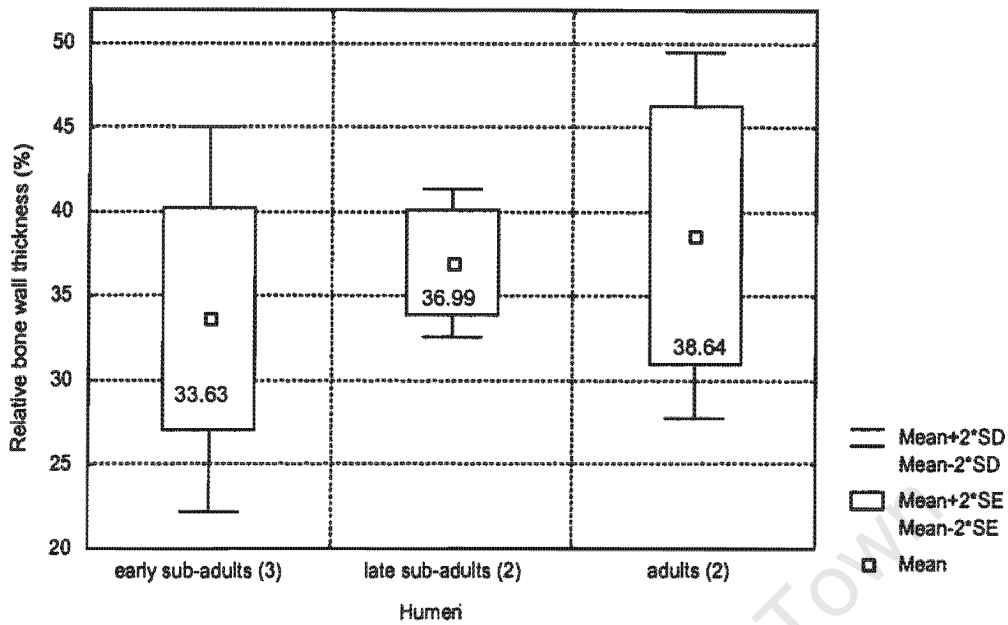 Relative bone wall thickness (%)
50
45
40
35
30
25
20
33.63
36.99
38.64
early sub-adults (3)
late sub-adults (2)
adults (2)
Humeri
Mean+2*SD
Mean-2*SD
Mean+2*SE
Mean-2*SE
Mean
Town